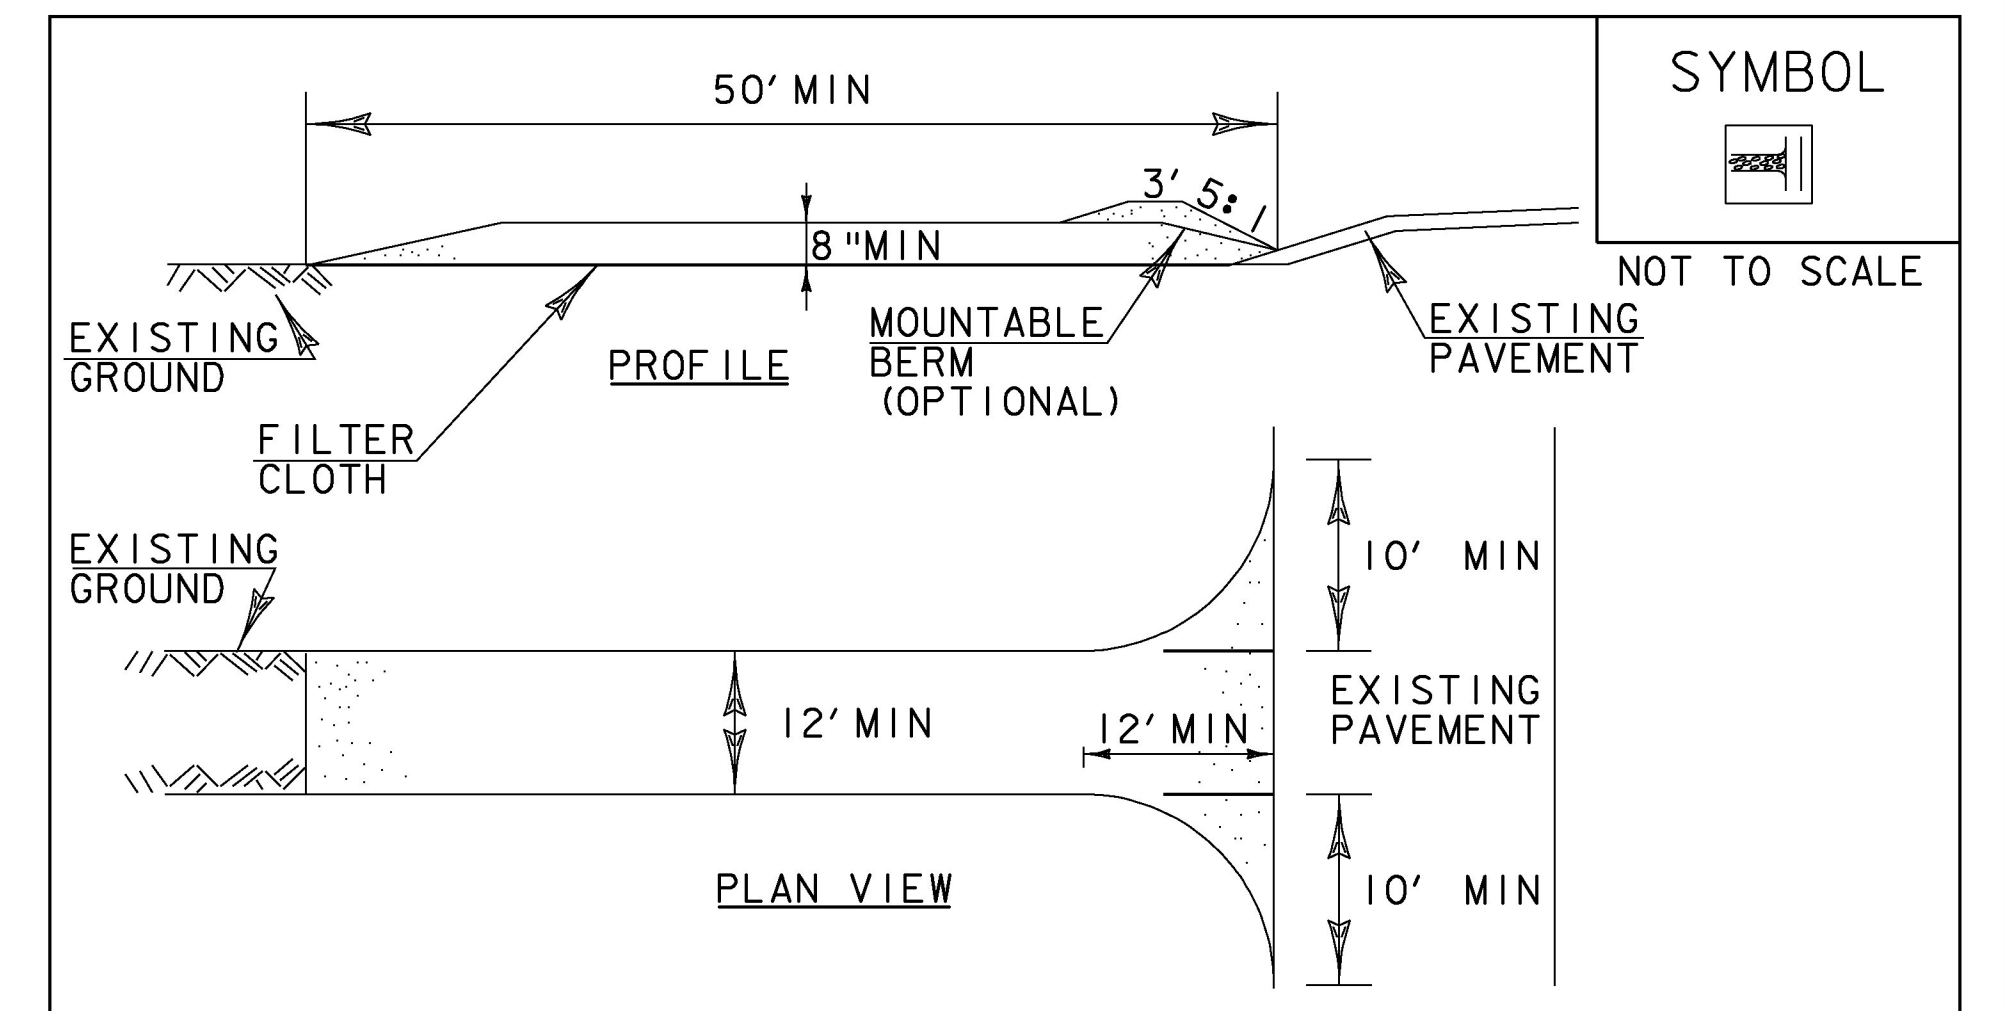 SYMBOL
50' MIN
3' 5:1
8"MIN
NOT TO SCALE
EXISTING
GROUND
PROFILE
MOUNTABLE
BERM
(OPTIONAL)
EXISTING
PAVEMENT
FILTER
CLOTH
EXISTING
GROUND
10' MIN
12' MIN
12' MIN
EXISTING
PAVEMENT
PLAN VIEW
10' MIN